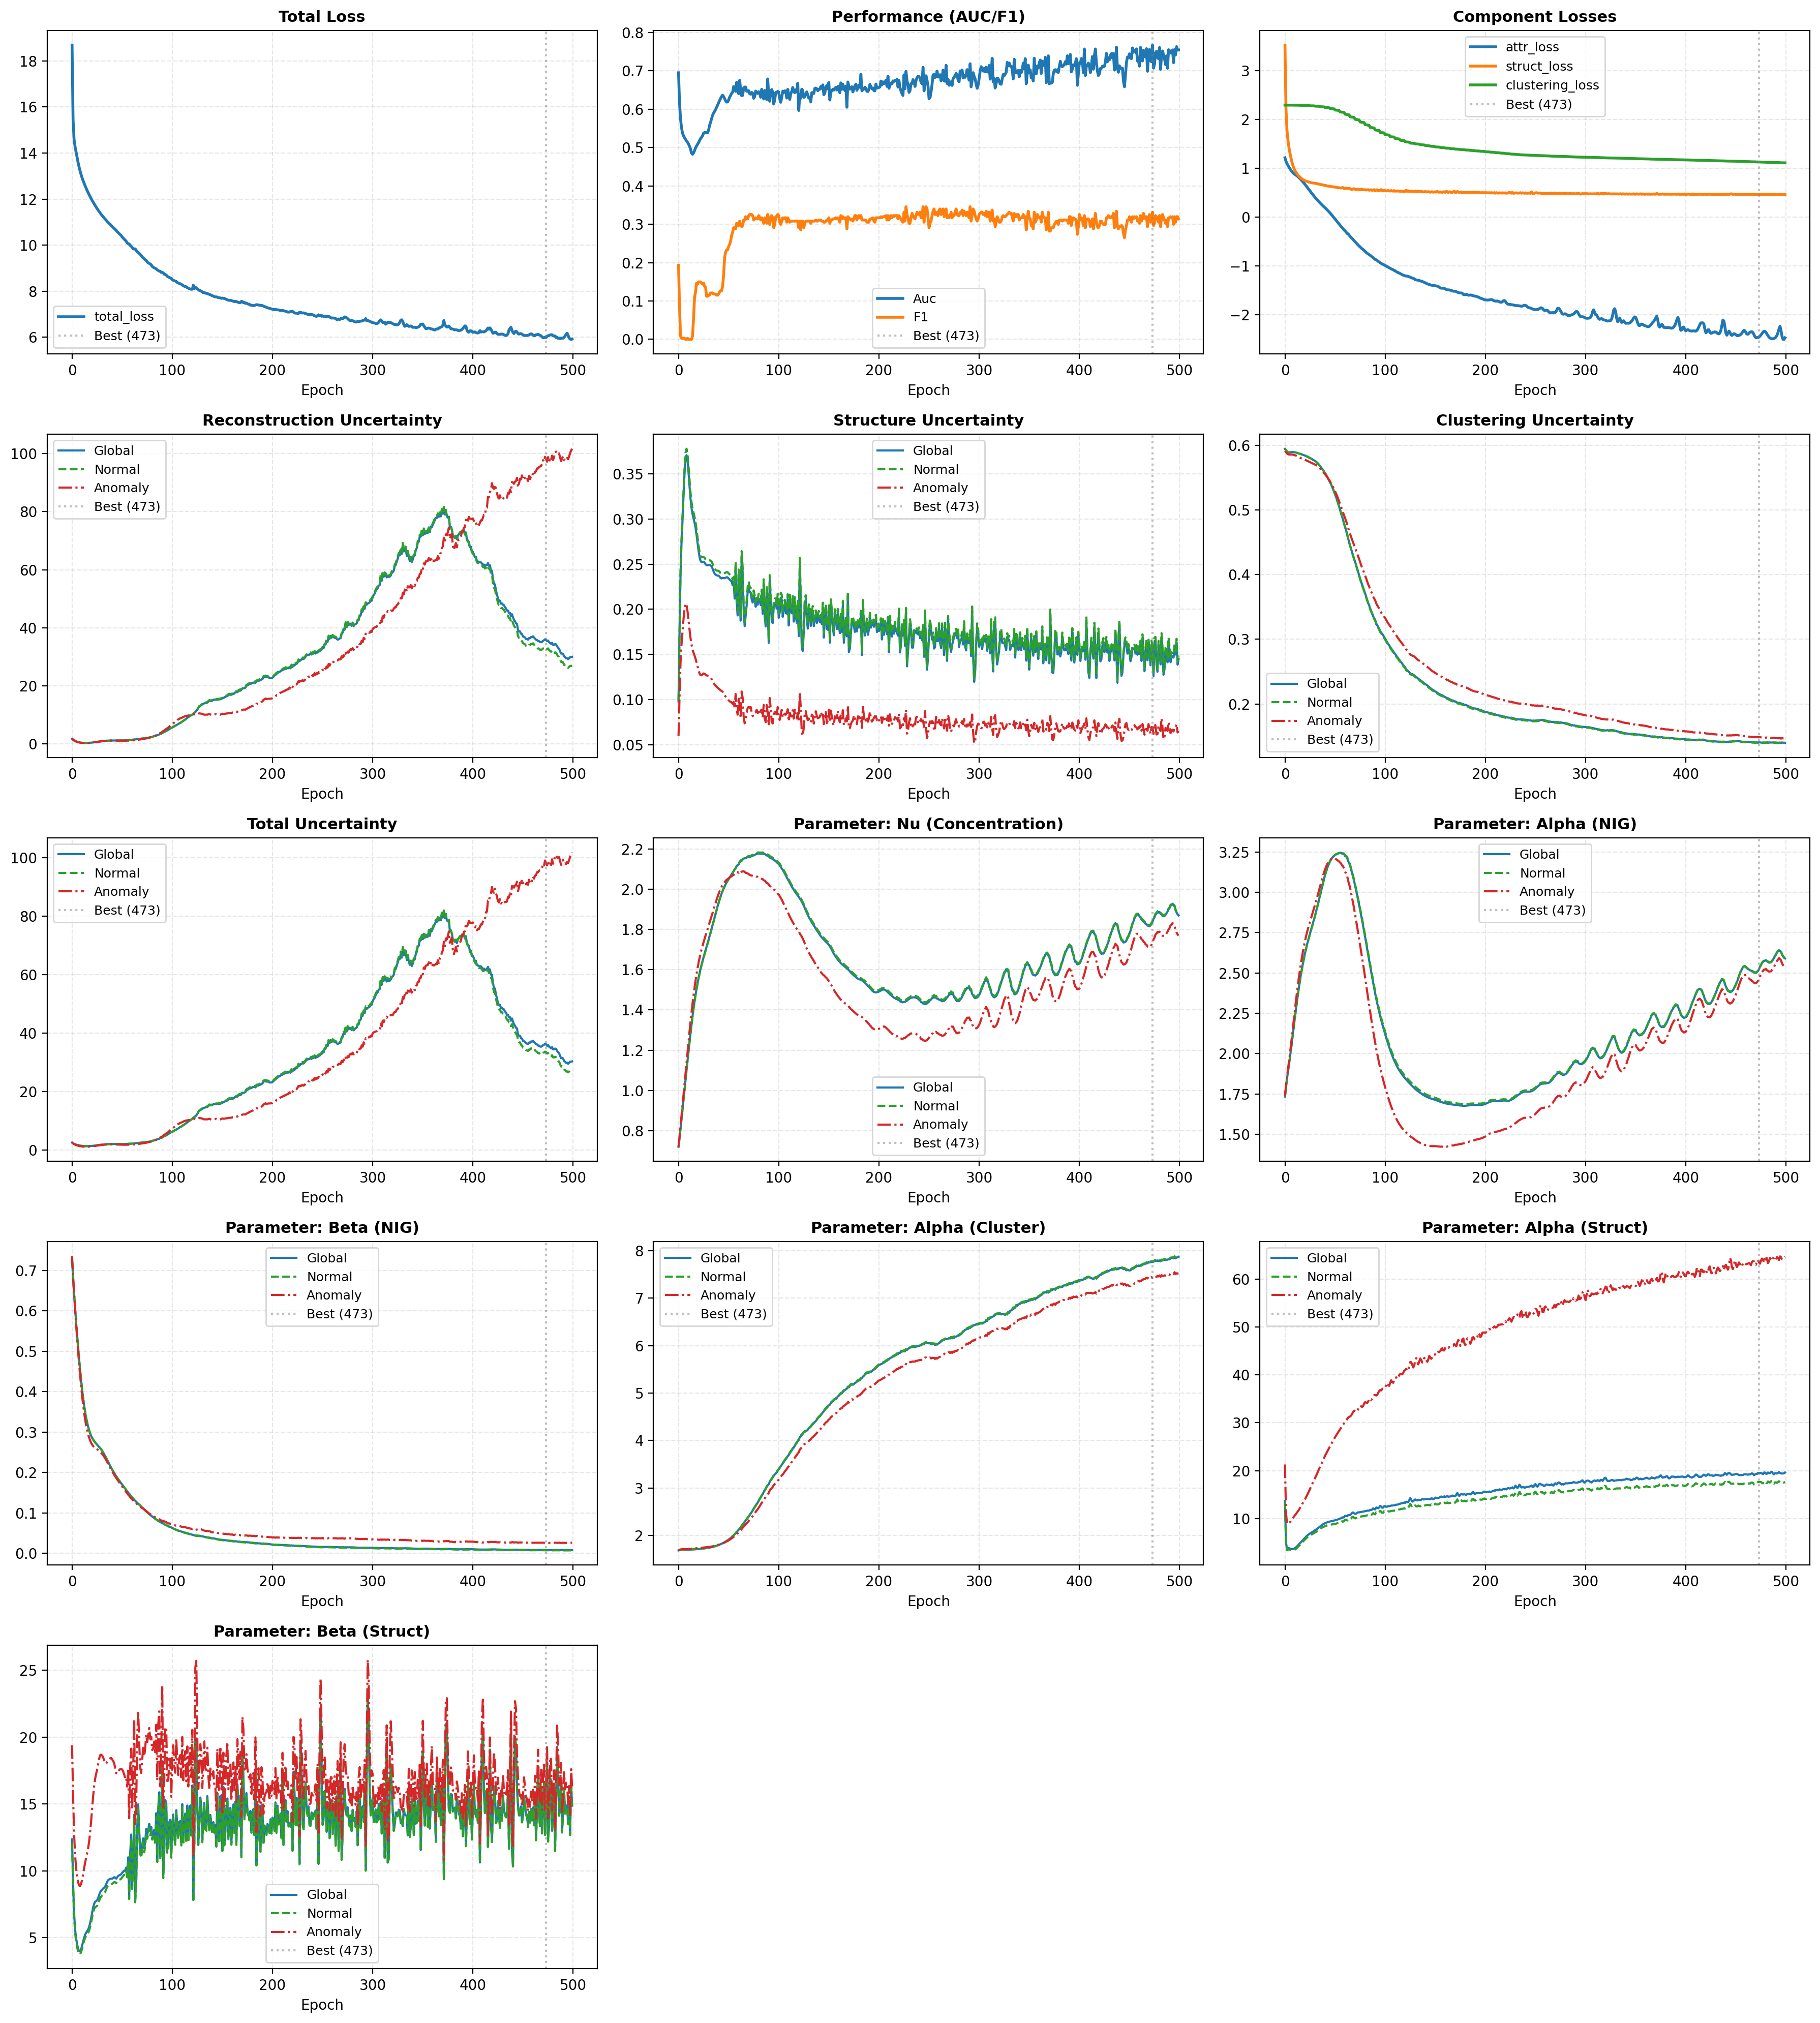 Total Loss
18
16
14
12
10
8
6
total_loss
Best (473)
0 100 200 300 400 500
Epoch
Performance (AUC/F1)
0.8
0.7
0.6
0.5
0.4
0.3
0.2
0.1
0.0
Auc
F1
Best (473)
0 100 200 300 400 500
Epoch
Component Losses
3
2
1
0
−1
−2
attr_loss
struct_loss
clustering_loss
Best (473)
0 100 200 300 400 500
Epoch
Reconstruction Uncertainty
100
80
60
40
20
0
Global
Normal
Anomaly
Best (473)
0 100 200 300 400 500
Epoch
Structure Uncertainty
0.35
0.30
0.25
0.20
0.15
0.10
0.05
Global
Normal
Anomaly
Best (473)
0 100 200 300 400 500
Epoch
Clustering Uncertainty
0.6
0.5
0.4
0.3
0.2
Global
Normal
Anomaly
Best (473)
0 100 200 300 400 500
Epoch
Total Uncertainty
100
80
60
40
20
0
Global
Normal
Anomaly
Best (473)
0 100 200 300 400 500
Epoch
Parameter: Nu (Concentration)
2.2
2.0
1.8
1.6
1.4
1.2
1.0
0.8
Global
Normal
Anomaly
Best (473)
0 100 200 300 400 500
Epoch
Parameter: Alpha (NIG)
3.25
3.00
2.75
2.50
2.25
2.00
1.75
1.50
Global
Normal
Anomaly
Best (473)
0 100 200 300 400 500
Epoch
Parameter: Beta (NIG)
0.7
0.6
0.5
0.4
0.3
0.2
0.1
0.0
Global
Normal
Anomaly
Best (473)
0 100 200 300 400 500
Epoch
Parameter: Alpha (Cluster)
8
7
6
5
4
3
2
Global
Normal
Anomaly
Best (473)
0 100 200 300 400 500
Epoch
Parameter: Alpha (Struct)
60
50
40
30
20
10
Global
Normal
Anomaly
Best (473)
0 100 200 300 400 500
Epoch
Parameter: Beta (Struct)
25
20
15
10
5
Global
Normal
Anomaly
Best (473)
0 100 200 300 400 500
Epoch